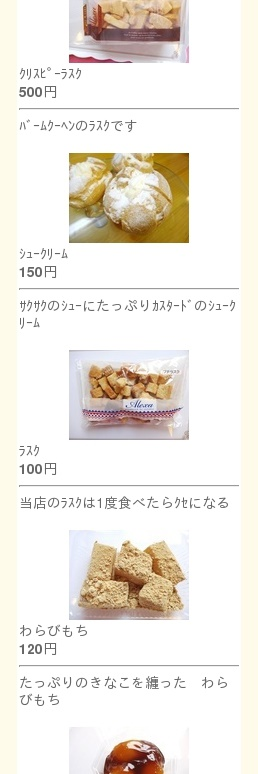 ｸﾘｽﾋﾟｰﾗｽｸ
500円
ﾊﾞｰﾑｸｰﾍﾝのﾗｽｸです
ｼｭｰｸﾘｰﾑ
150円
ｻｸｻｸのｼｭｰにたっぷりｶｽﾀｰﾄﾞのｼｭｰｸ
ﾘｰﾑ
Alexa
ﾗｽｸ
100円
当店のﾗｽｸは1度食べたらｸｾになる
わらびもち
120円
たっぷりのきなこを纏った　わら
びもち